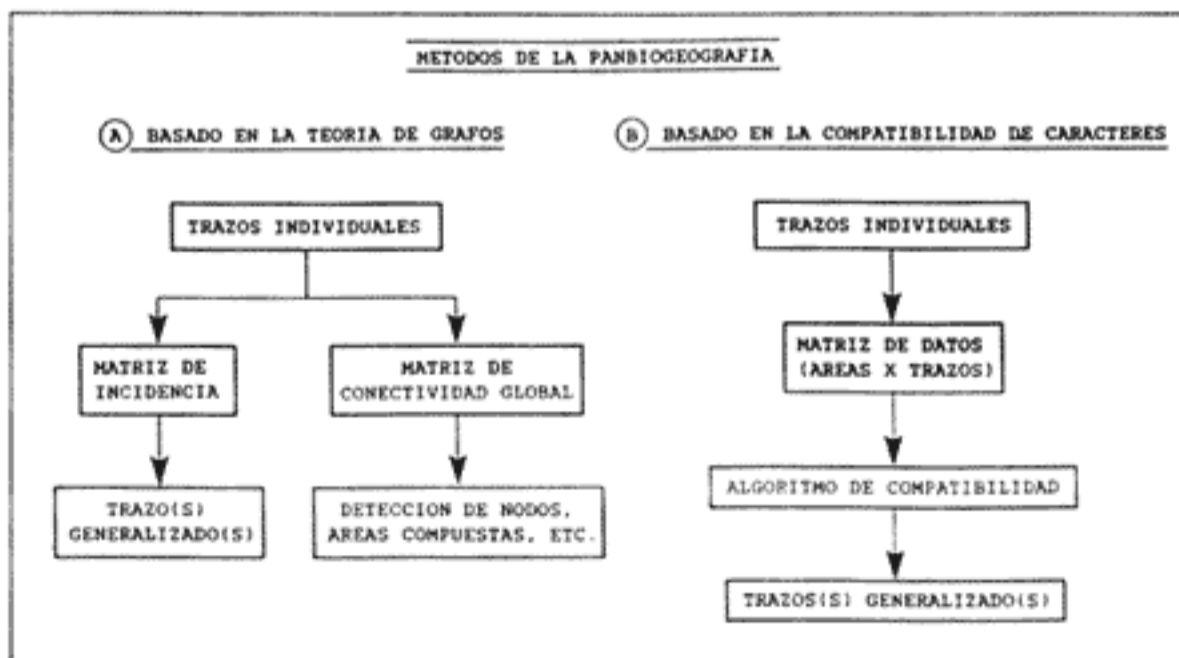 METODOS DE LA PANBIOGEOGRAFIA
A BASADO EN LA TEORIA DE GRAFOS
TRAZOS INDIVIDUALES
MATRIZ DE
INCIDENCIA
MATRIZ DE
CONECTIVIDAD GLOBAL
TRAZO(S)
GENERALIZADO(S)
DETECCION DE NODOS,
AREAS COMPUESTAS, ETC.
B BASADO EN LA COMPATIBILIDAD DE CARACTERES
TRAZOS INDIVIDUALES
MATRIZ DE DATOS
(AREAS X TRAZOS)
ALGORITMO DE COMPATIBILIDAD
TRAZOS(S) GENERALIZADO(S)